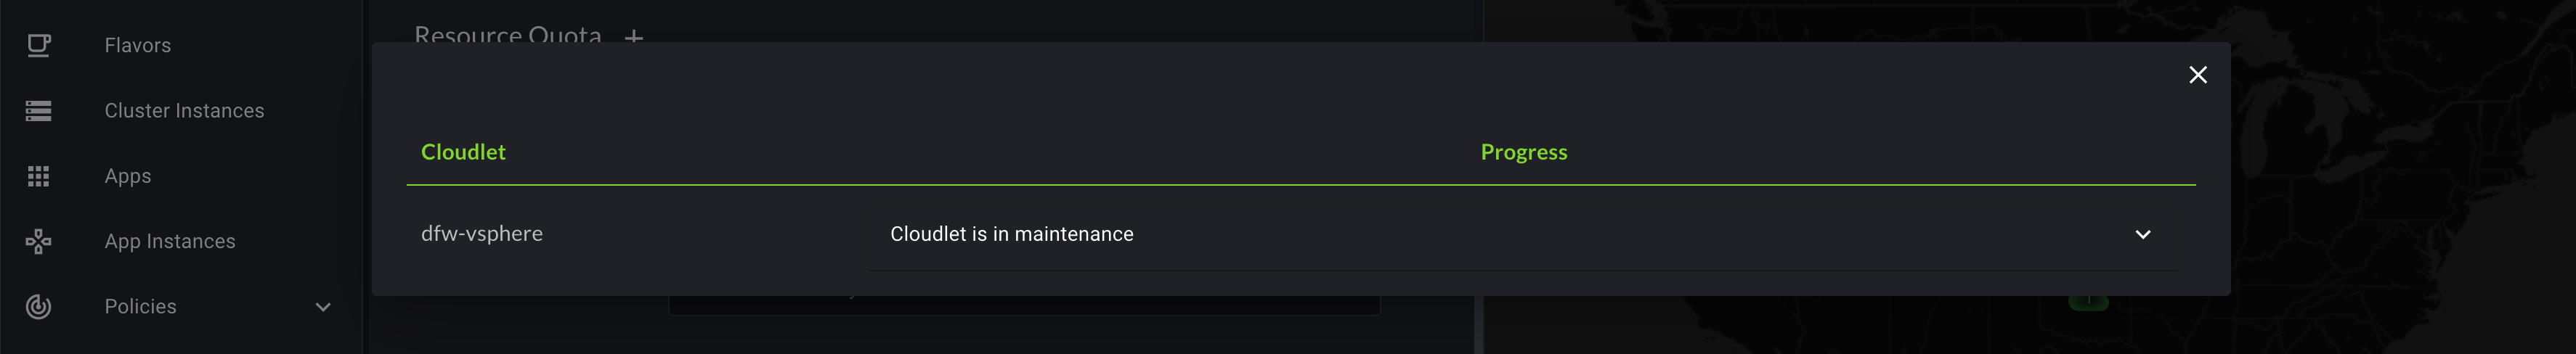 Flavors
Cluster Instances
Apps
App Instances
Policies
Resource Quota +
Cloudlet Progress
dfw-vsphere Cloudlet is in maintenance